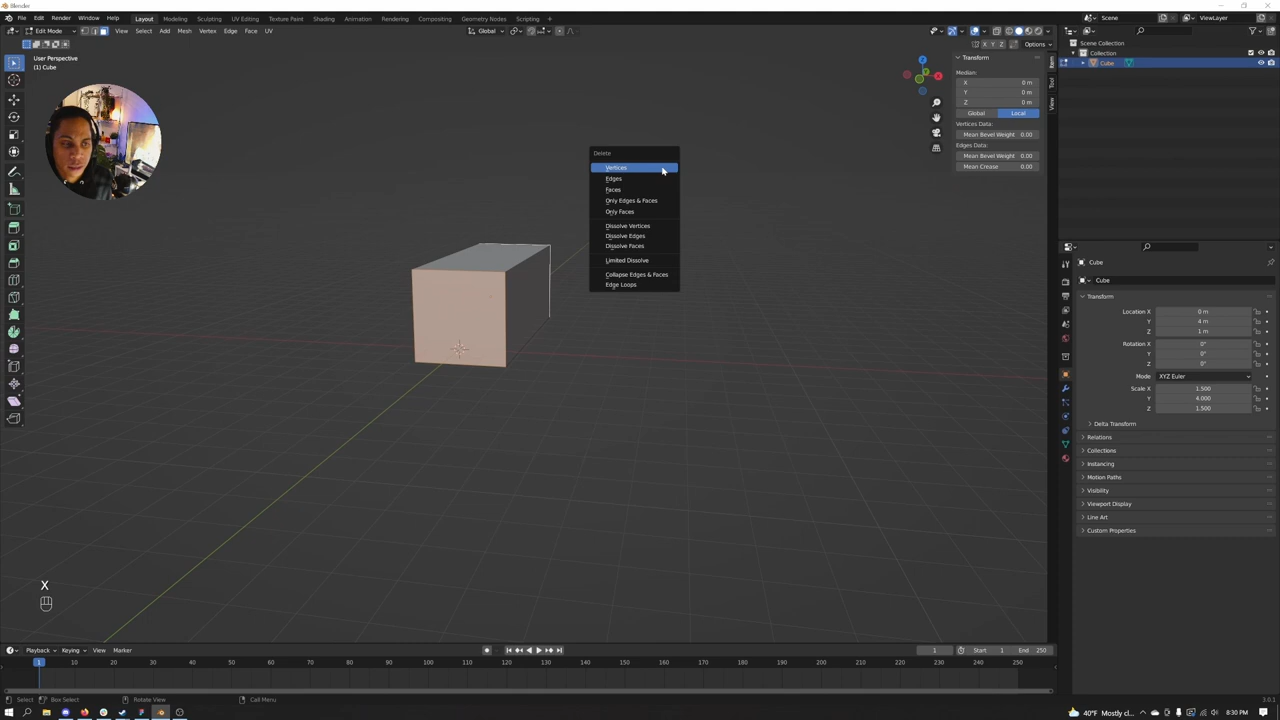 Blender
File Edit Render Window Help Layout Modeling Sculpting UV Editing Texture Paint Shading Animation Rendering Compositing Geometry Nodes Scripting +
Scene
ViewLayer
Edit Mode View Select Add Mesh Vertex Edge Face UV
Global
X Y Z Options
User Perspective
(1) Cube
Transform
Median:
X 0 m
Y 0 m
Z 0 m
Global Local
Vertices Data:
Mean Bevel Weight 0.00
Edges Data:
Mean Bevel Weight 0.00
Mean Crease 0.00
Item
Tool
View
Delete
Vertices
Edges
Faces
Only Edges & Faces
Only Faces
Dissolve Vertices
Dissolve Edges
Dissolve Faces
Limited Dissolve
Collapse Edges & Faces
Edge Loops
Scene Collection
Collection
Cube
Cube
Cube
Transform
Location X 0 m
Y 4 m
Z 1 m
Rotation X 0°
Y 0°
Z 0°
Mode XYZ Euler
Scale X 1.500
Y 4.000
Z 1.500
Delta Transform
Relations
Collections
Instancing
Motion Paths
Visibility
Viewport Display
Line Art
Custom Properties
X
Playback Keying View Marker
1 Start 1 End 250
1 10 20 30 40 50 60 70 80 90 100 110 120 130 140 150 160 170 180 190 200 210 220 230 240 250
Select Box Select Rotate View Call Menu
3.0.1
40°F Mostly cl... 8:30 PM